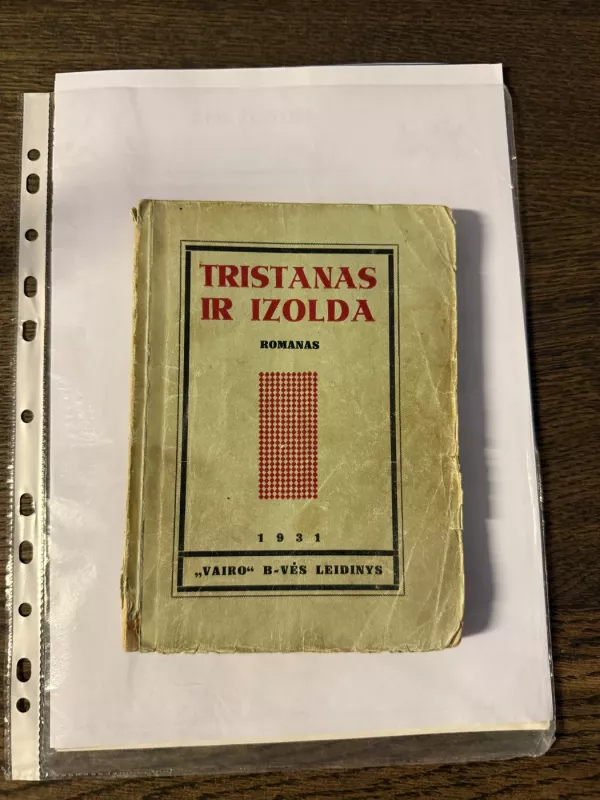 TRISTANAS
IR IZOLDA
ROMANAS
1931
„VAIRO“ B-VĖS LEIDINYS